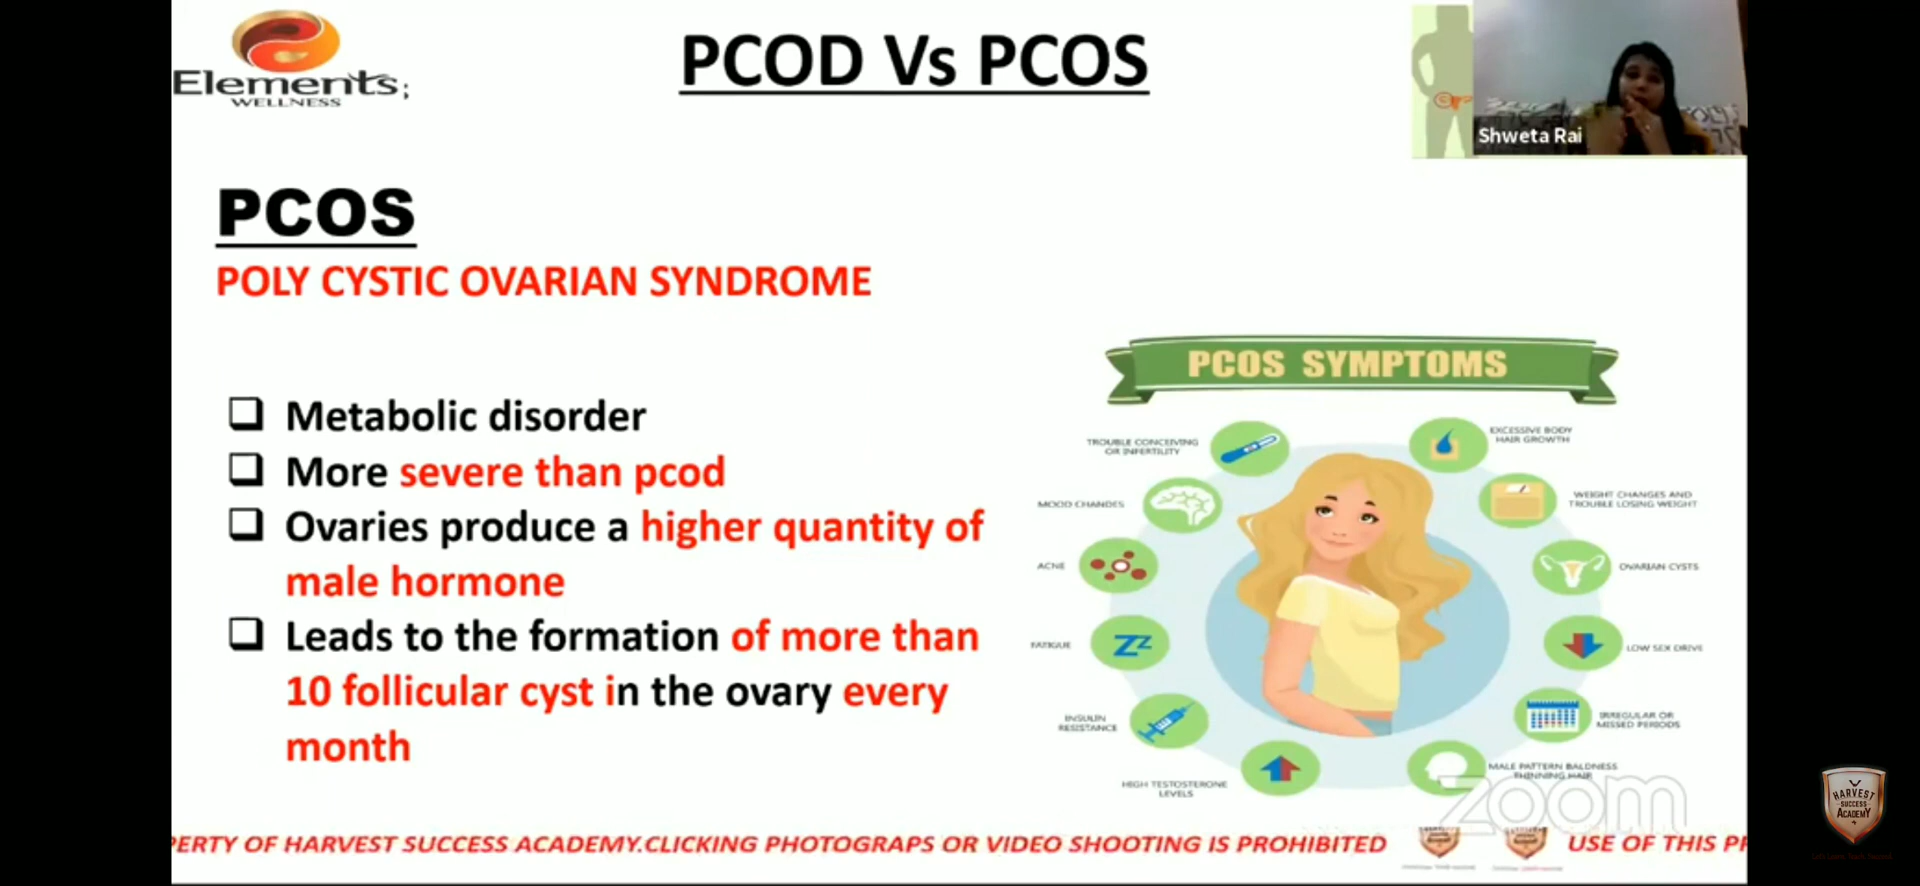 Elements;
WELLNESS
PCOD Vs PCOS
Shweta Rai
PCOS
POLY CYSTIC OVARIAN SYNDROME
Metabolic disorder
More severe than pcod
Ovaries produce a higher quantity of
male hormone
Leads to the formation of more than
10 follicular cyst in the ovary every
month
PCOS SYMPTOMS
TROUBLE CONCEIVING
OR INFERTILITY
EXCESSIVE BODY
HAIR GROWTH
MOOD CHANGES
WEIGHT CHANGES AND
TROUBLE LOSING WEIGHT
ACNE
OVARIAN CYSTS
FATIGUE
ZZ
LOW SEX DRIVE
INSULIN
RESISTANCE
IRREGULAR OR
MISSED PERIODS
HIGH TESTOSTERONE
LEVELS
MALE PATTERN BALDNESS
THINNING HAIR
zoom
PERTY OF HARVEST SUCCESS ACADEMY.CLICKING PHOTOGRAPS OR VIDEO SHOOTING IS PROHIBITED USE OF THIS PR
HARVEST
SUCCESS
ACADEMY